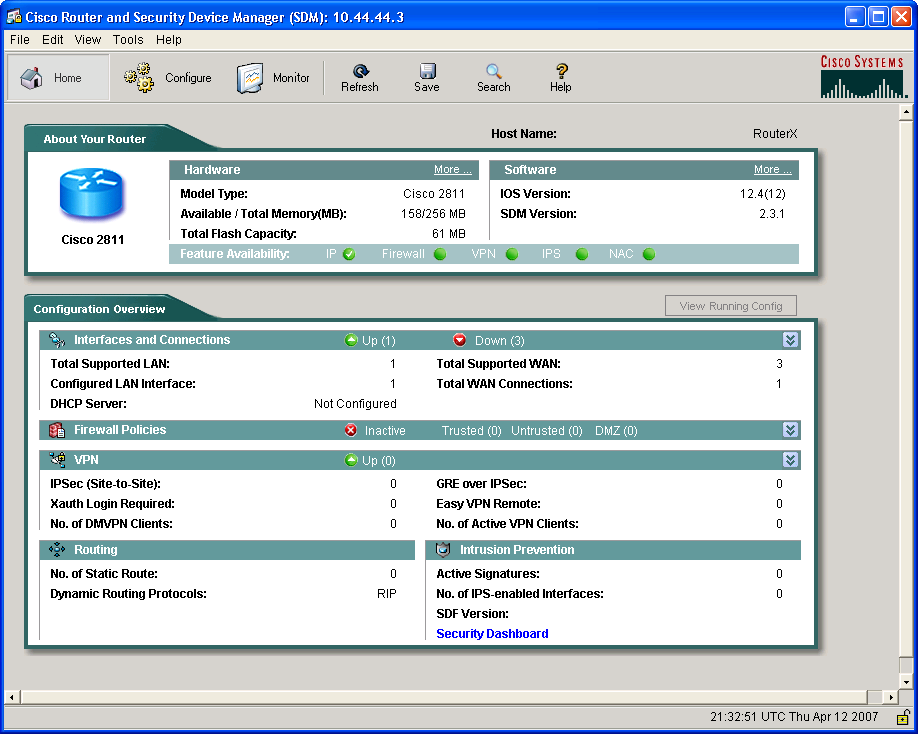 Cisco Router and Security Device Manager (SDM): 10.44.44.3
File Edit View Tools Help
Home Configure Monitor Refresh Save Search Help
CISCO SYSTEMS
About Your Router
Host Name: RouterX
Cisco 2811
Hardware More ...
Model Type: Cisco 2811
Available / Total Memory(MB): 158/256 MB
Total Flash Capacity: 61 MB
Software More ...
IOS Version: 12.4(12)
SDM Version: 2.3.1
Feature Availability: IP Firewall VPN IPS NAC
Configuration Overview
View Running Config
Interfaces and Connections Up (1) Down (3)
Total Supported LAN: 1 Total Supported WAN: 3
Configured LAN Interface: 1 Total WAN Connections: 1
DHCP Server: Not Configured
Firewall Policies Inactive Trusted (0) Untrusted (0) DMZ (0)
VPN Up (0)
IPSec (Site-to-Site): 0 GRE over IPSec: 0
Xauth Login Required: 0 Easy VPN Remote: 0
No. of DMVPN Clients: 0 No. of Active VPN Clients: 0
Routing
No. of Static Route: 0
Dynamic Routing Protocols: RIP
Intrusion Prevention
Active Signatures: 0
No. of IPS-enabled Interfaces: 0
SDF Version:
Security Dashboard
21:32:51 UTC Thu Apr 12 2007